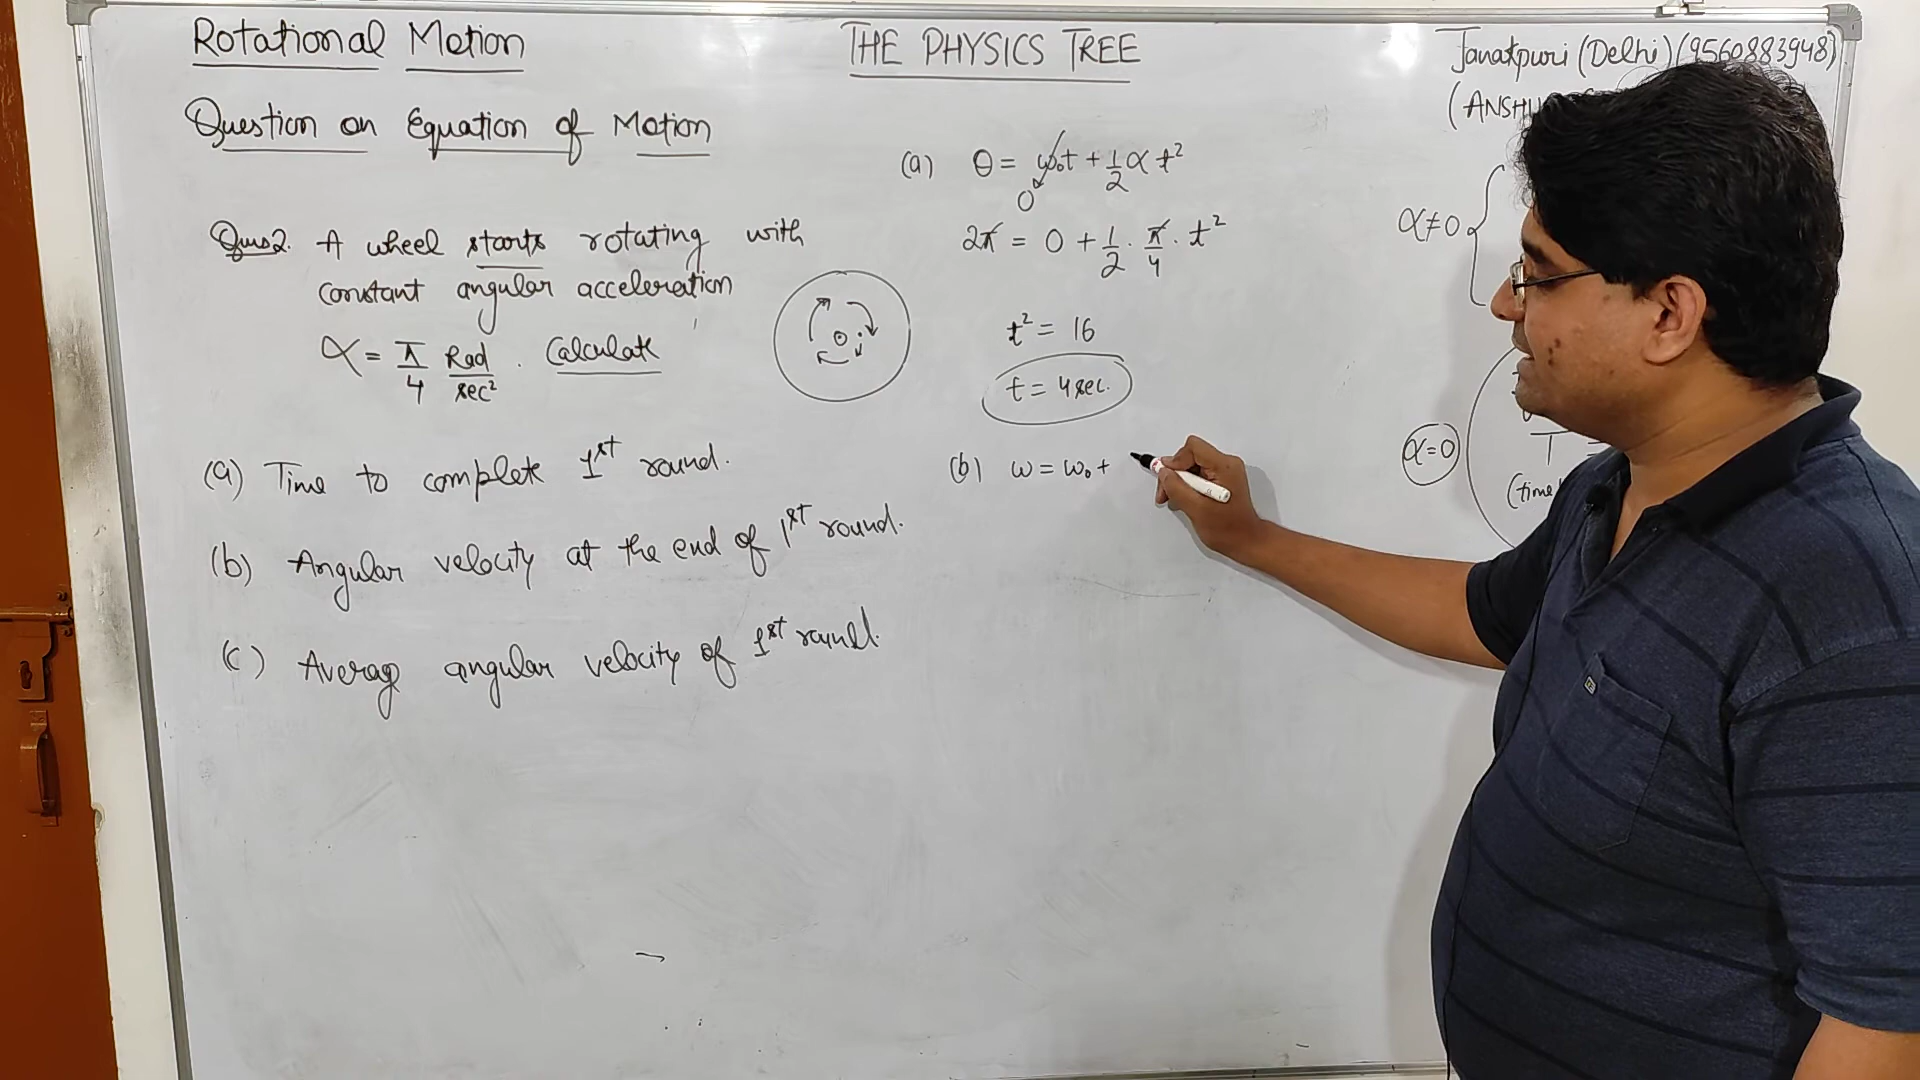 Rotational Motion
THE PHYSICS TREE
Janakpuri (Delhi) (9560883948)
(ANSHU
Question on Equation of Motion
Ques2. A wheel starts rotating with
constant angular acceleration
α = π/4 Rad/sec² . Calculate
(a) Time to complete 1st round.
(b) Angular velocity at the end of 1st round.
(c) Averag angular velocity of 1st round.
(a) θ = ω₀t + 1/2 α t²
0
2π = 0 + 1/2 . π/4 . t²
t² = 16
t = 4 sec.
(b) ω = ω₀ +
α ≠ 0
α = 0
T =
(time